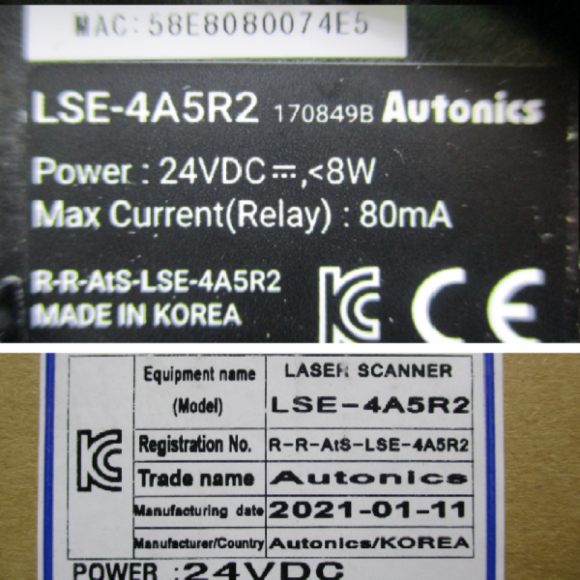 MAC:58E8080074E5
LSE-4A5R2 170849B Autonics
Power : 24VDC⎓,<8W
Max Current(Relay) : 80mA
R-R-AtS-LSE-4A5R2
MADE IN KOREA
KC CE
Equipment name (Model) LASER SCANNER
LSE-4A5R2
KC
Registration No. R-R-AtS-LSE-4A5R2
Trade name Autonics
Manufacturing date 2021-01-11
Manufacturer/Country Autonics/KOREA
POWER :24VDC